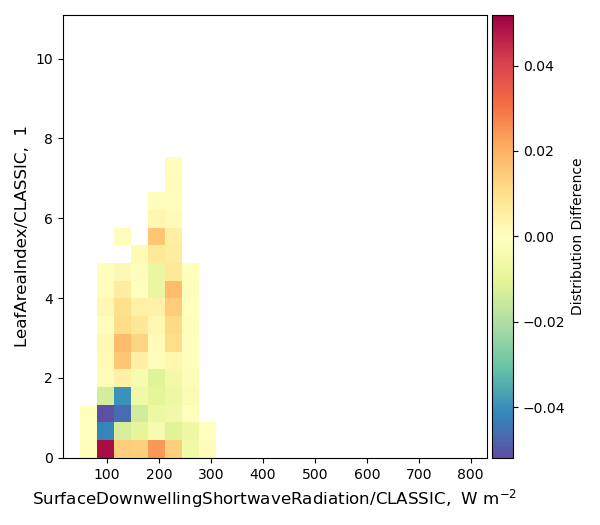 10
8
6
4
2
0
100 200 300 400 500 600 700 800
LeafAreaIndex/CLASSIC, 1
SurfaceDownwellingShortwaveRadiation/CLASSIC, W m⁻²
0.04
0.02
0.00
−0.02
−0.04
Distribution Difference